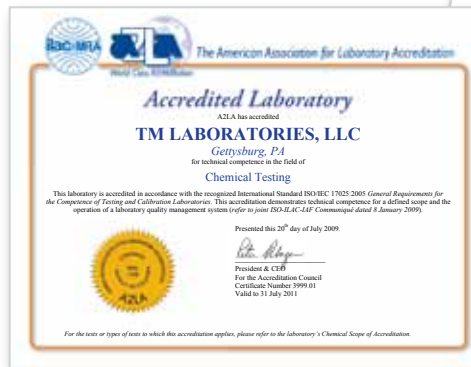 ilac-MRA
A2LA
World Class Accreditation
The American Association for Laboratory Accreditation
Accredited Laboratory
A2LA has accredited
TM LABORATORIES, LLC
Gettysburg, PA
for technical competence in the field of
Chemical Testing
This laboratory is accredited in accordance with the recognized International Standard ISO/IEC 17025:2005 General Requirements for
the Competence of Testing and Calibration Laboratories. This accreditation demonstrates technical competence for a defined scope and the
operation of a laboratory quality management system (refer to joint ISO-ILAC-IAF Communiqué dated 8 January 2009).
Presented this 20th day of July 2009.
President & CEO
For the Accreditation Council
Certificate Number 3999.01
Valid to 31 July 2011
A2LA
For the tests or types of tests to which this accreditation applies, please refer to the laboratory's Chemical Scope of Accreditation.